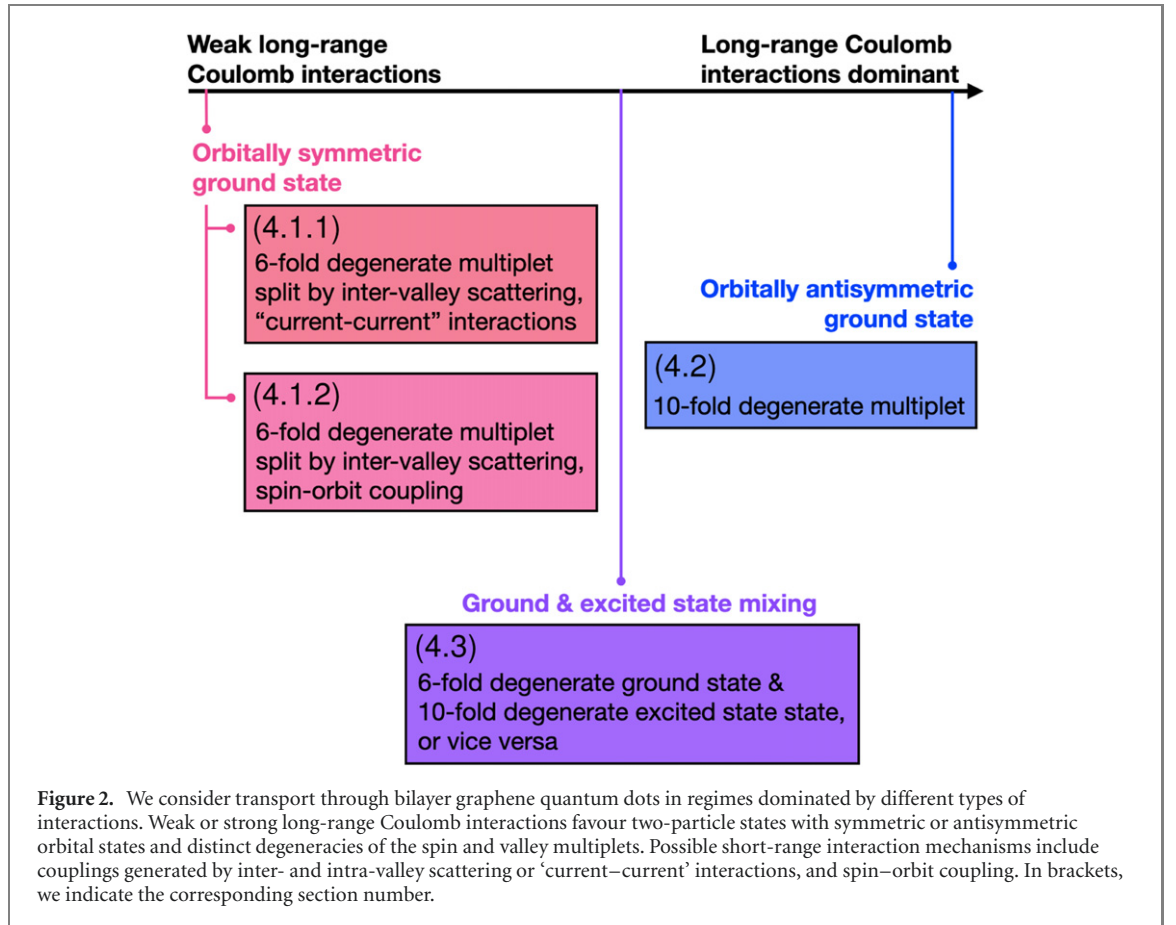 Weak long-range
Coulomb interactions
Long-range Coulomb
interactions dominant
Orbitally symmetric
ground state
(4.1.1)
6-fold degenerate multiplet
split by inter-valley scattering,
“current-current” interactions
(4.1.2)
6-fold degenerate multiplet
split by inter-valley scattering,
spin-orbit coupling
Orbitally antisymmetric
ground state
(4.2)
10-fold degenerate multiplet
Ground & excited state mixing
(4.3)
6-fold degenerate ground state &
10-fold degenerate excited state state,
or vice versa
Figure 2. We consider transport through bilayer graphene quantum dots in regimes dominated by different types of
interactions. Weak or strong long-range Coulomb interactions favour two-particle states with symmetric or antisymmetric
orbital states and distinct degeneracies of the spin and valley multiplets. Possible short-range interaction mechanisms include
couplings generated by inter- and intra-valley scattering or ‘current–current’ interactions, and spin–orbit coupling. In brackets,
we indicate the corresponding section number.